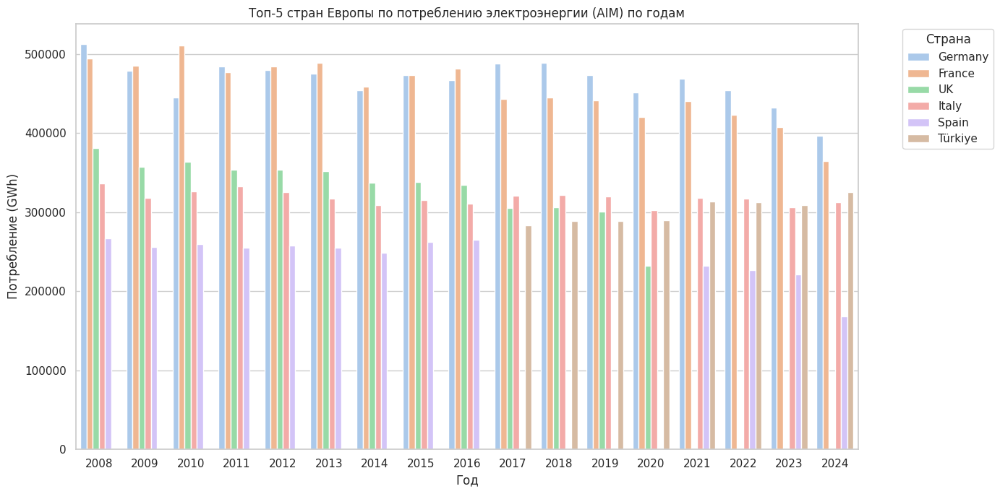 Топ-5 стран Европы по потреблению электроэнергии (AIM) по годам
Страна
Germany
France
UK
Italy
Spain
Türkiye
Потребление (GWh)
500000
400000
300000
200000
100000
0
2008 2009 2010 2011 2012 2013 2014 2015 2016 2017 2018 2019 2020 2021 2022 2023 2024
Год